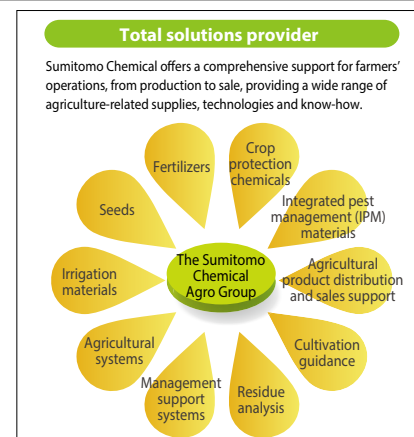 Total solutions provider
Sumitomo Chemical offers a comprehensive support for farmers'
operations, from production to sale, providing a wide range of
agriculture-related supplies, technologies and know-how.
Fertilizers
Crop
protection
chemicals
Seeds
Integrated pest
management (IPM)
materials
The Sumitomo
Chemical
Agro Group
Irrigation
materials
Agricultural
product distribution
and sales support
Agricultural
systems
Cultivation
guidance
Management
support
systems
Residue
analysis